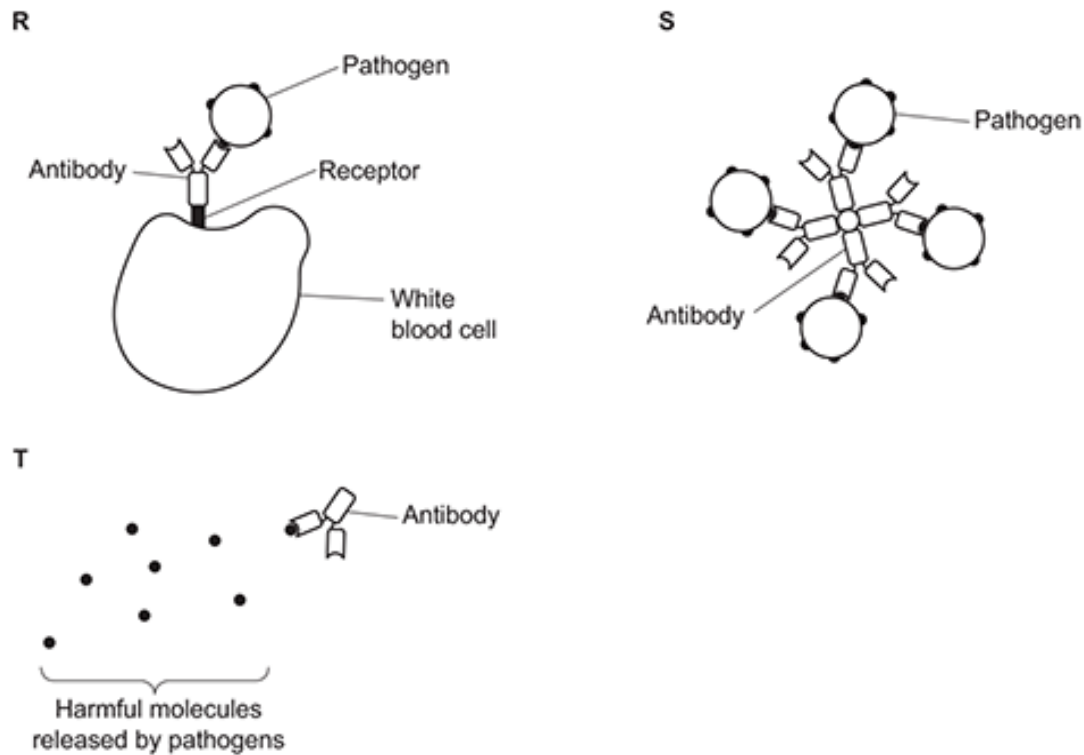 R
Pathogen
Antibody
Receptor
White
blood cell
S
Pathogen
Antibody
T
Antibody
Harmful molecules
released by pathogens